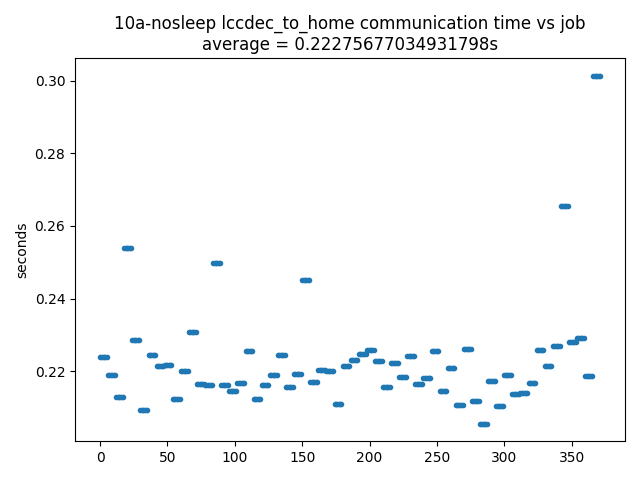 10a-nosleep lccdec_to_home communication time vs job
average = 0.22275677034931798s
0.30
0.28
0.26
0.24
0.22
seconds
0 50 100 150 200 250 300 350